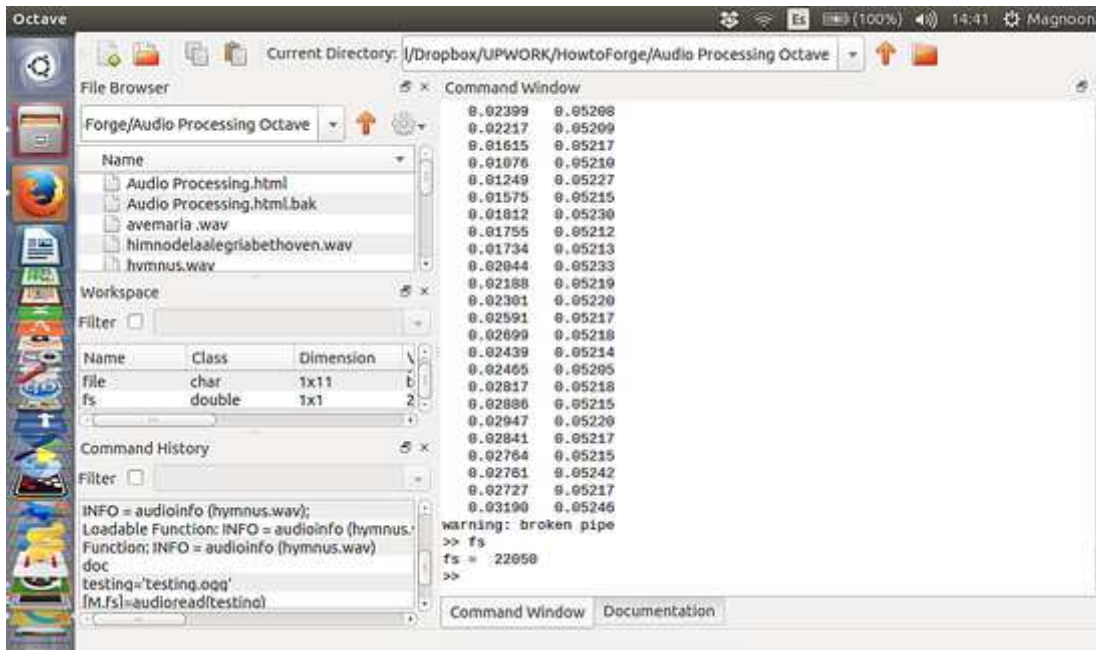 Octave
Es (100%) 14:41 Magnoon
Current Directory: l/Dropbox/UPWORK/HowtoForge/Audio Processing Octave
File Browser
-Forge/Audio Processing Octave
Name
Audio Processing.html
Audio Processing.html.bak
avemaria .wav
himnodelaalegriabethoven.wav
hymnus.wav
Workspace
Filter
Name Class Dimension
file char 1x11 b
fs double 1x1 2
Command History
Filter
INFO = audioinfo (hymnus.wav);
Loadable Function: INFO = audioinfo (hymnus.
Function: INFO = audioinfo (hymnus.wav)
doc
testing='testing.ogg'
[M,fs]=audioread(testing)
Command Window
0.02399 0.05208
0.02217 0.05209
0.01615 0.05217
0.01076 0.05210
0.01249 0.05227
0.01575 0.05215
0.01812 0.05230
0.01755 0.05212
0.01734 0.05213
0.02044 0.05233
0.02188 0.05219
0.02301 0.05220
0.02591 0.05217
0.02699 0.05218
0.02439 0.05214
0.02465 0.05205
0.02817 0.05218
0.02886 0.05215
0.02947 0.05220
0.02841 0.05217
0.02764 0.05215
0.02761 0.05242
0.02727 0.05217
0.03190 0.05246
warning: broken pipe
>> fs
fs = 22050
>>
Command Window Documentation